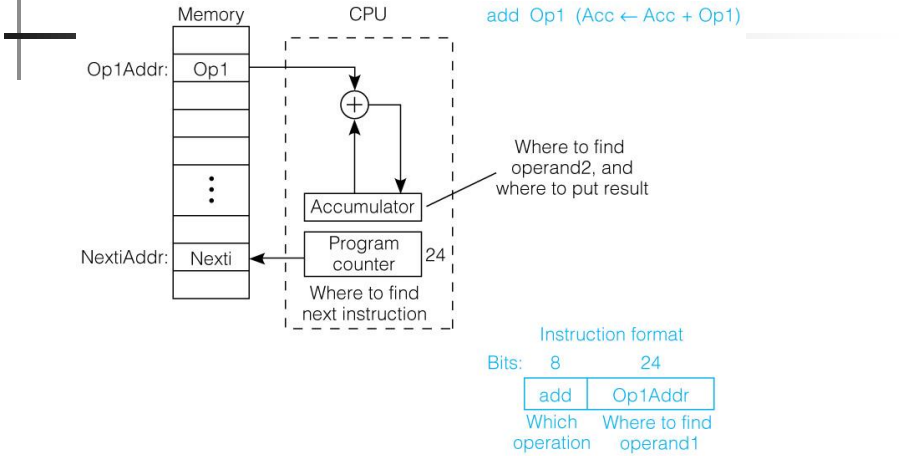 Memory
CPU
add Op1 (Acc ← Acc + Op1)
Op1Addr:
Op1
+
Where to find
operand2, and
where to put result
Accumulator
NextiAddr:
Nexti
Program
counter
24
Where to find
next instruction
Instruction format
Bits: 8 24
add Op1Addr
Which
operation
Where to find
operand1